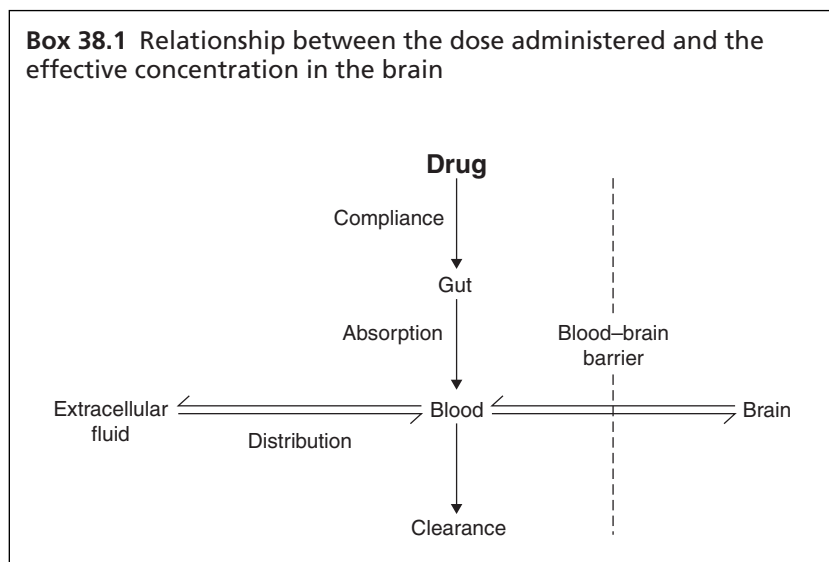 Box 38.1 Relationship between the dose administered and the
effective concentration in the brain
Drug
Compliance
Gut
Absorption
Blood–brain
barrier
Extracellular
fluid
Blood
Brain
Distribution
Clearance